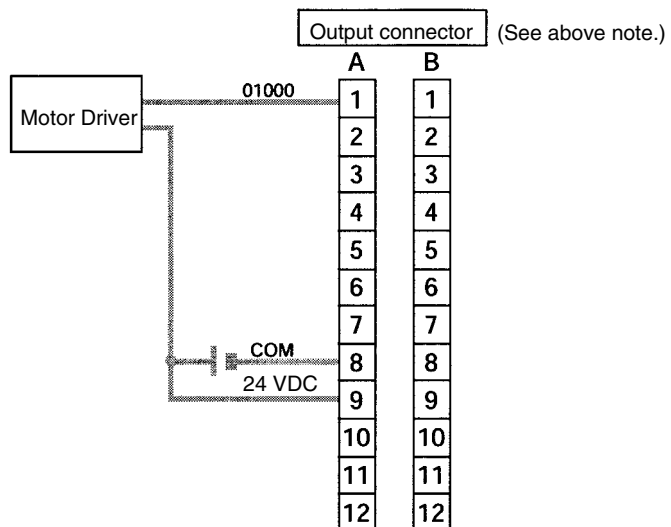 Output connector (See above note.)
A B
01000
Motor Driver
1 1
2 2
3 3
4 4
5 5
6 6
7 7
COM
8 8
24 VDC
9 9
10 10
11 11
12 12